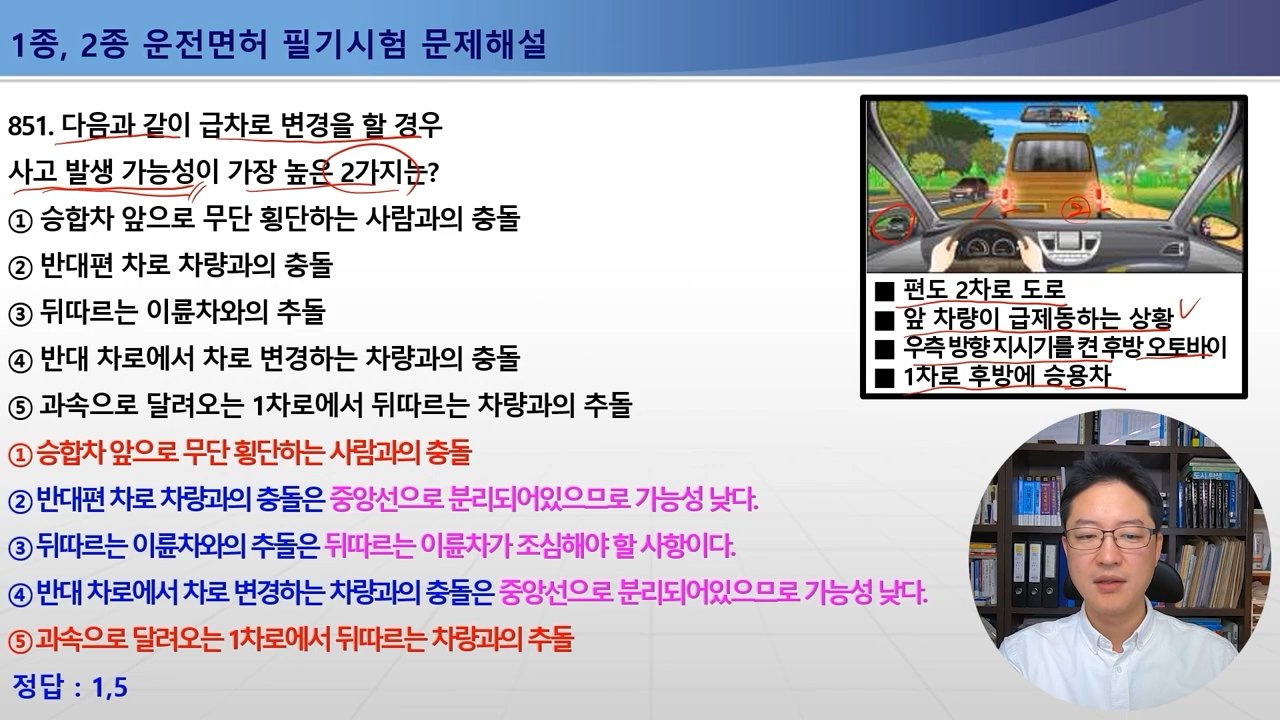 1종, 2종 운전면허 필기시험 문제해설
851. 다음과 같이 급차로 변경을 할 경우
사고 발생 가능성이 가장 높은 2가지는?
① 승합차 앞으로 무단 횡단하는 사람과의 충돌
② 반대편 차로 차량과의 충돌
③ 뒤따르는 이륜차와의 추돌
④ 반대 차로에서 차로 변경하는 차량과의 충돌
⑤ 과속으로 달려오는 1차로에서 뒤따르는 차량과의 추돌
① 승합차 앞으로 무단 횡단하는 사람과의 충돌
② 반대편 차로 차량과의 충돌은 중앙선으로 분리되어있으므로 가능성 낮다.
③ 뒤따르는 이륜차와의 추돌은 뒤따르는 이륜차가 조심해야 할 사항이다.
④ 반대 차로에서 차로 변경하는 차량과의 충돌은 중앙선으로 분리되어있으므로 가능성 낮다.
⑤ 과속으로 달려오는 1차로에서 뒤따르는 차량과의 추돌
정답 : 1,5
②
■ 편도 2차로 도로
■ 앞 차량이 급제동하는 상황
■ 우측 방향 지시기를 켠 후방 오토바이
■ 1차로 후방에 승용차